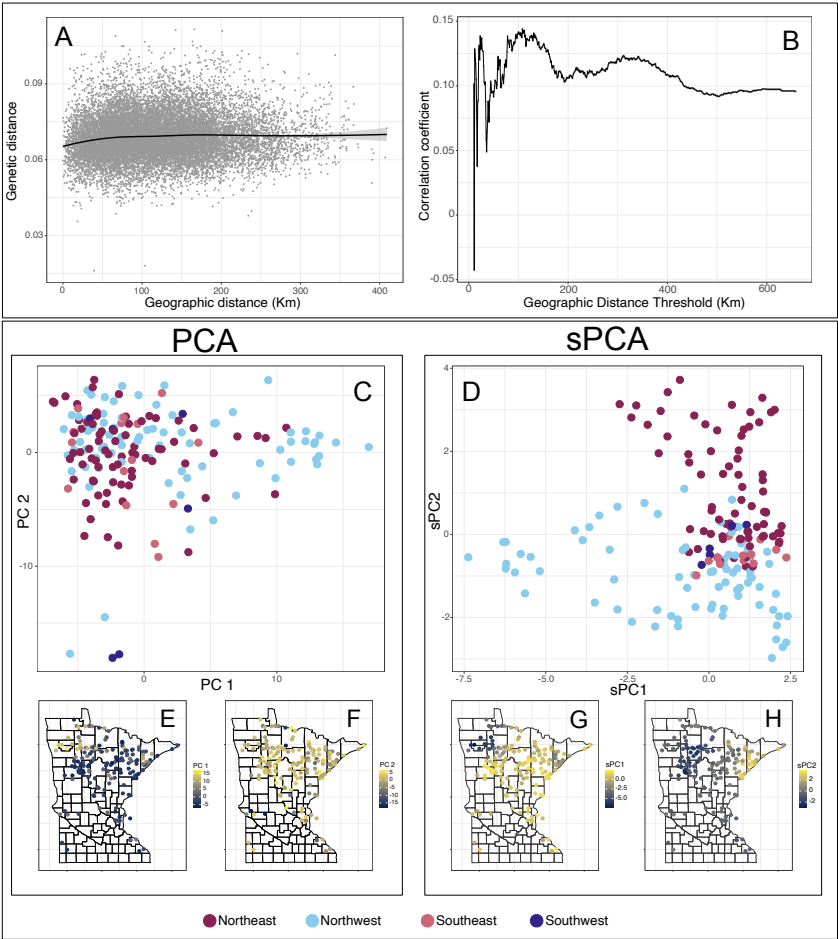 A
B
0.09
0.06
0.03
Genetic distance
0
100
200
300
400
Geographic distance (Km)
0.15
0.10
0.05
0
-0.05
Correlation coefficient
0
200
400
600
Geographic Distance Threshold (Km)
PCA
sPCA
C
D
0
-10
PC 2
0
10
PC 1
4
2
0
-2
sPC2
-7.5
-5.0
-2.5
0.0
2.5
sPC1
E
F
G
H
PC 1
15
10
5
0
-5
PC 2
5
0
-5
-10
-15
sPC1
0.0
-2.5
-5.0
sPC2
2
0
-2
Northeast
Northwest
Southeast
Southwest